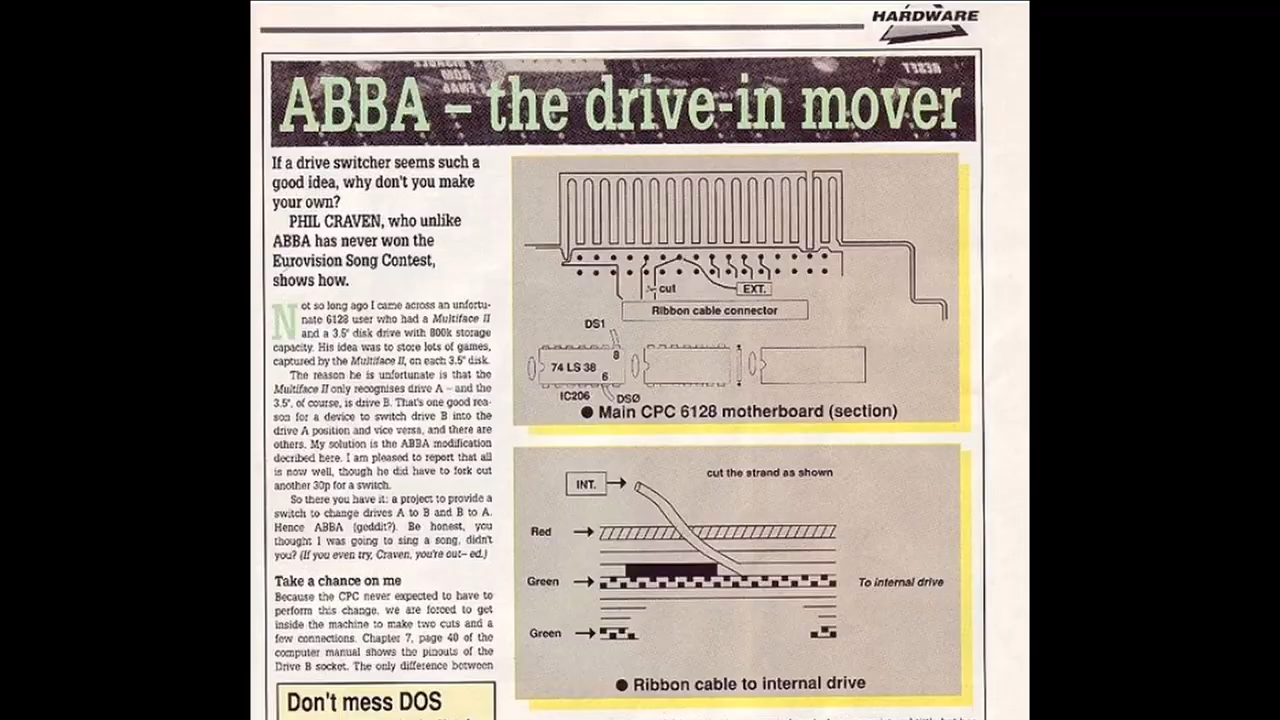 HARDWARE
ABBA – the drive-in mover
If a drive switcher seems such a
good idea, why don't you make
your own?
PHIL CRAVEN, who unlike
ABBA has never won the
Eurovision Song Contest,
shows how.
Not so long ago I came across an unfortu-
nate 6128 user who had a Multiface II
and a 3.5" disk drive with 800k storage
capacity. His idea was to store lots of games,
captured by the Multiface II, on each 3.5" disk.
The reason he is unfortunate is that the
Multiface II only recognises drive A – and the
3.5", of course, is drive B. That's one good rea-
son for a device to switch drive B into the
drive A position and vice versa, and there are
others. My solution is the ABBA modification
decribed here. I am pleased to report that all
is now well, though he did have to fork out
another 30p for a switch.
So there you have it: a project to provide a
switch to change drives A to B and B to A.
Hence ABBA (geddit?). Be honest, you
thought I was going to sing a song, didn't
you? (If you even try, Craven, you're out– ed.)
Take a chance on me
Because the CPC never expected to have to
perform this change, we are forced to get
inside the machine to make two cuts and a
few connections. Chapter 7, page 40 of the
computer manual shows the pinouts of the
Drive B socket. The only difference between
Don't mess DOS
cut
EXT.
Ribbon cable connector
DS1
8
74 LS 38
6
IC206
DSØ
● Main CPC 6128 motherboard (section)
INT.
cut the strand as shown
Red
Green
To internal drive
Green
● Ribbon cable to internal drive